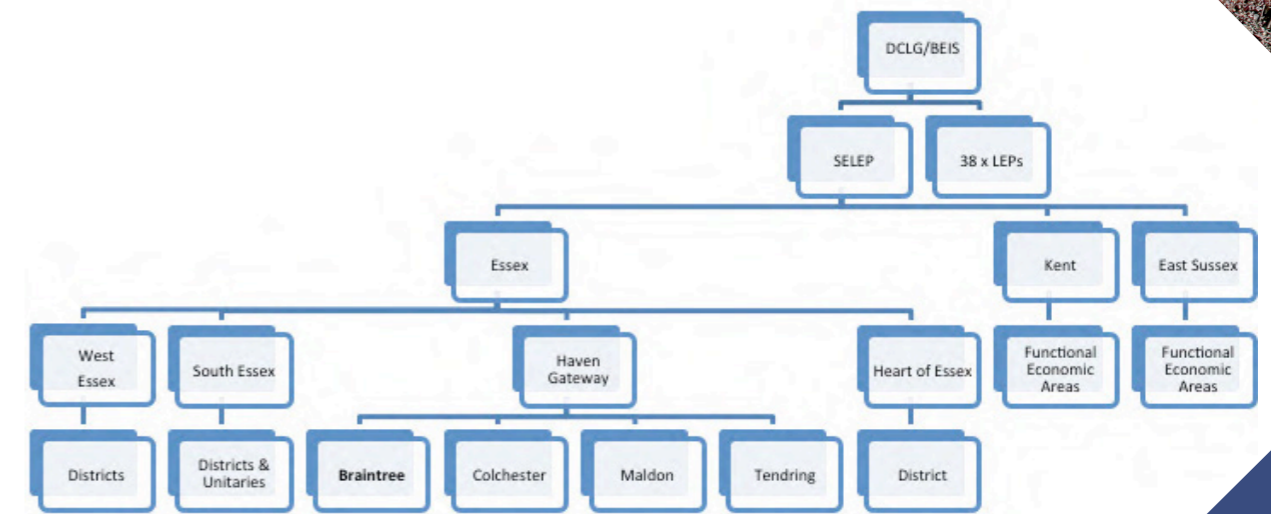 DCLG/BEIS
SELEP
38 x LEPs
Essex
Kent
East Sussex
West
Essex
South Essex
Haven
Gateway
Heart of Essex
Functional
Economic
Areas
Functional
Economic
Areas
Districts
Districts &
Unitaries
Braintree
Colchester
Maldon
Tendring
District